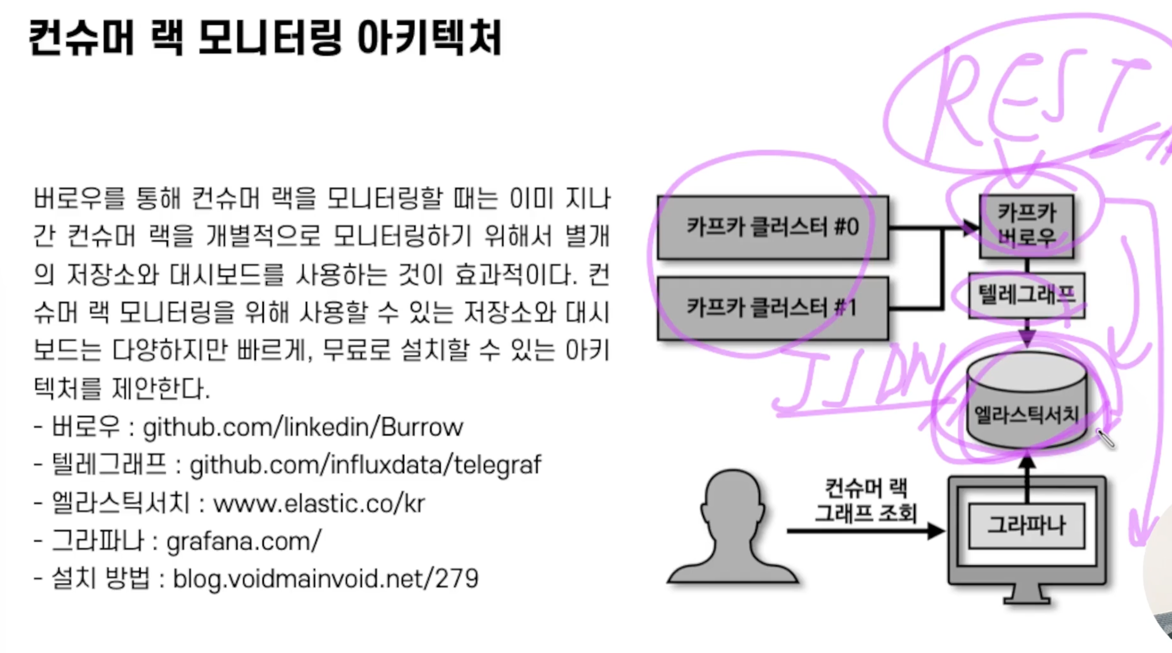 컨슈머 랙 모니터링 아키텍처
REST
버로우를 통해 컨슈머 랙을 모니터링할 때는 이미 지나
간 컨슈머 랙을 개별적으로 모니터링하기 위해서 별개
의 저장소와 대시보드를 사용하는 것이 효과적이다. 컨
슈머 랙 모니터링을 위해 사용할 수 있는 저장소와 대시
보드는 다양하지만 빠르게, 무료로 설치할 수 있는 아키
텍처를 제안한다.
- 버로우 : github.com/linkedin/Burrow
- 텔레그래프 : github.com/influxdata/telegraf
- 엘라스틱서치 : www.elastic.co/kr
- 그라파나 : grafana.com/
- 설치 방법 : blog.voidmainvoid.net/279
카프카 클러스터 #0
카프카 클러스터 #1
카프카
버로우
텔레그래프
JSON
엘라스틱서치
컨슈머 랙
그래프 조회
그라파나